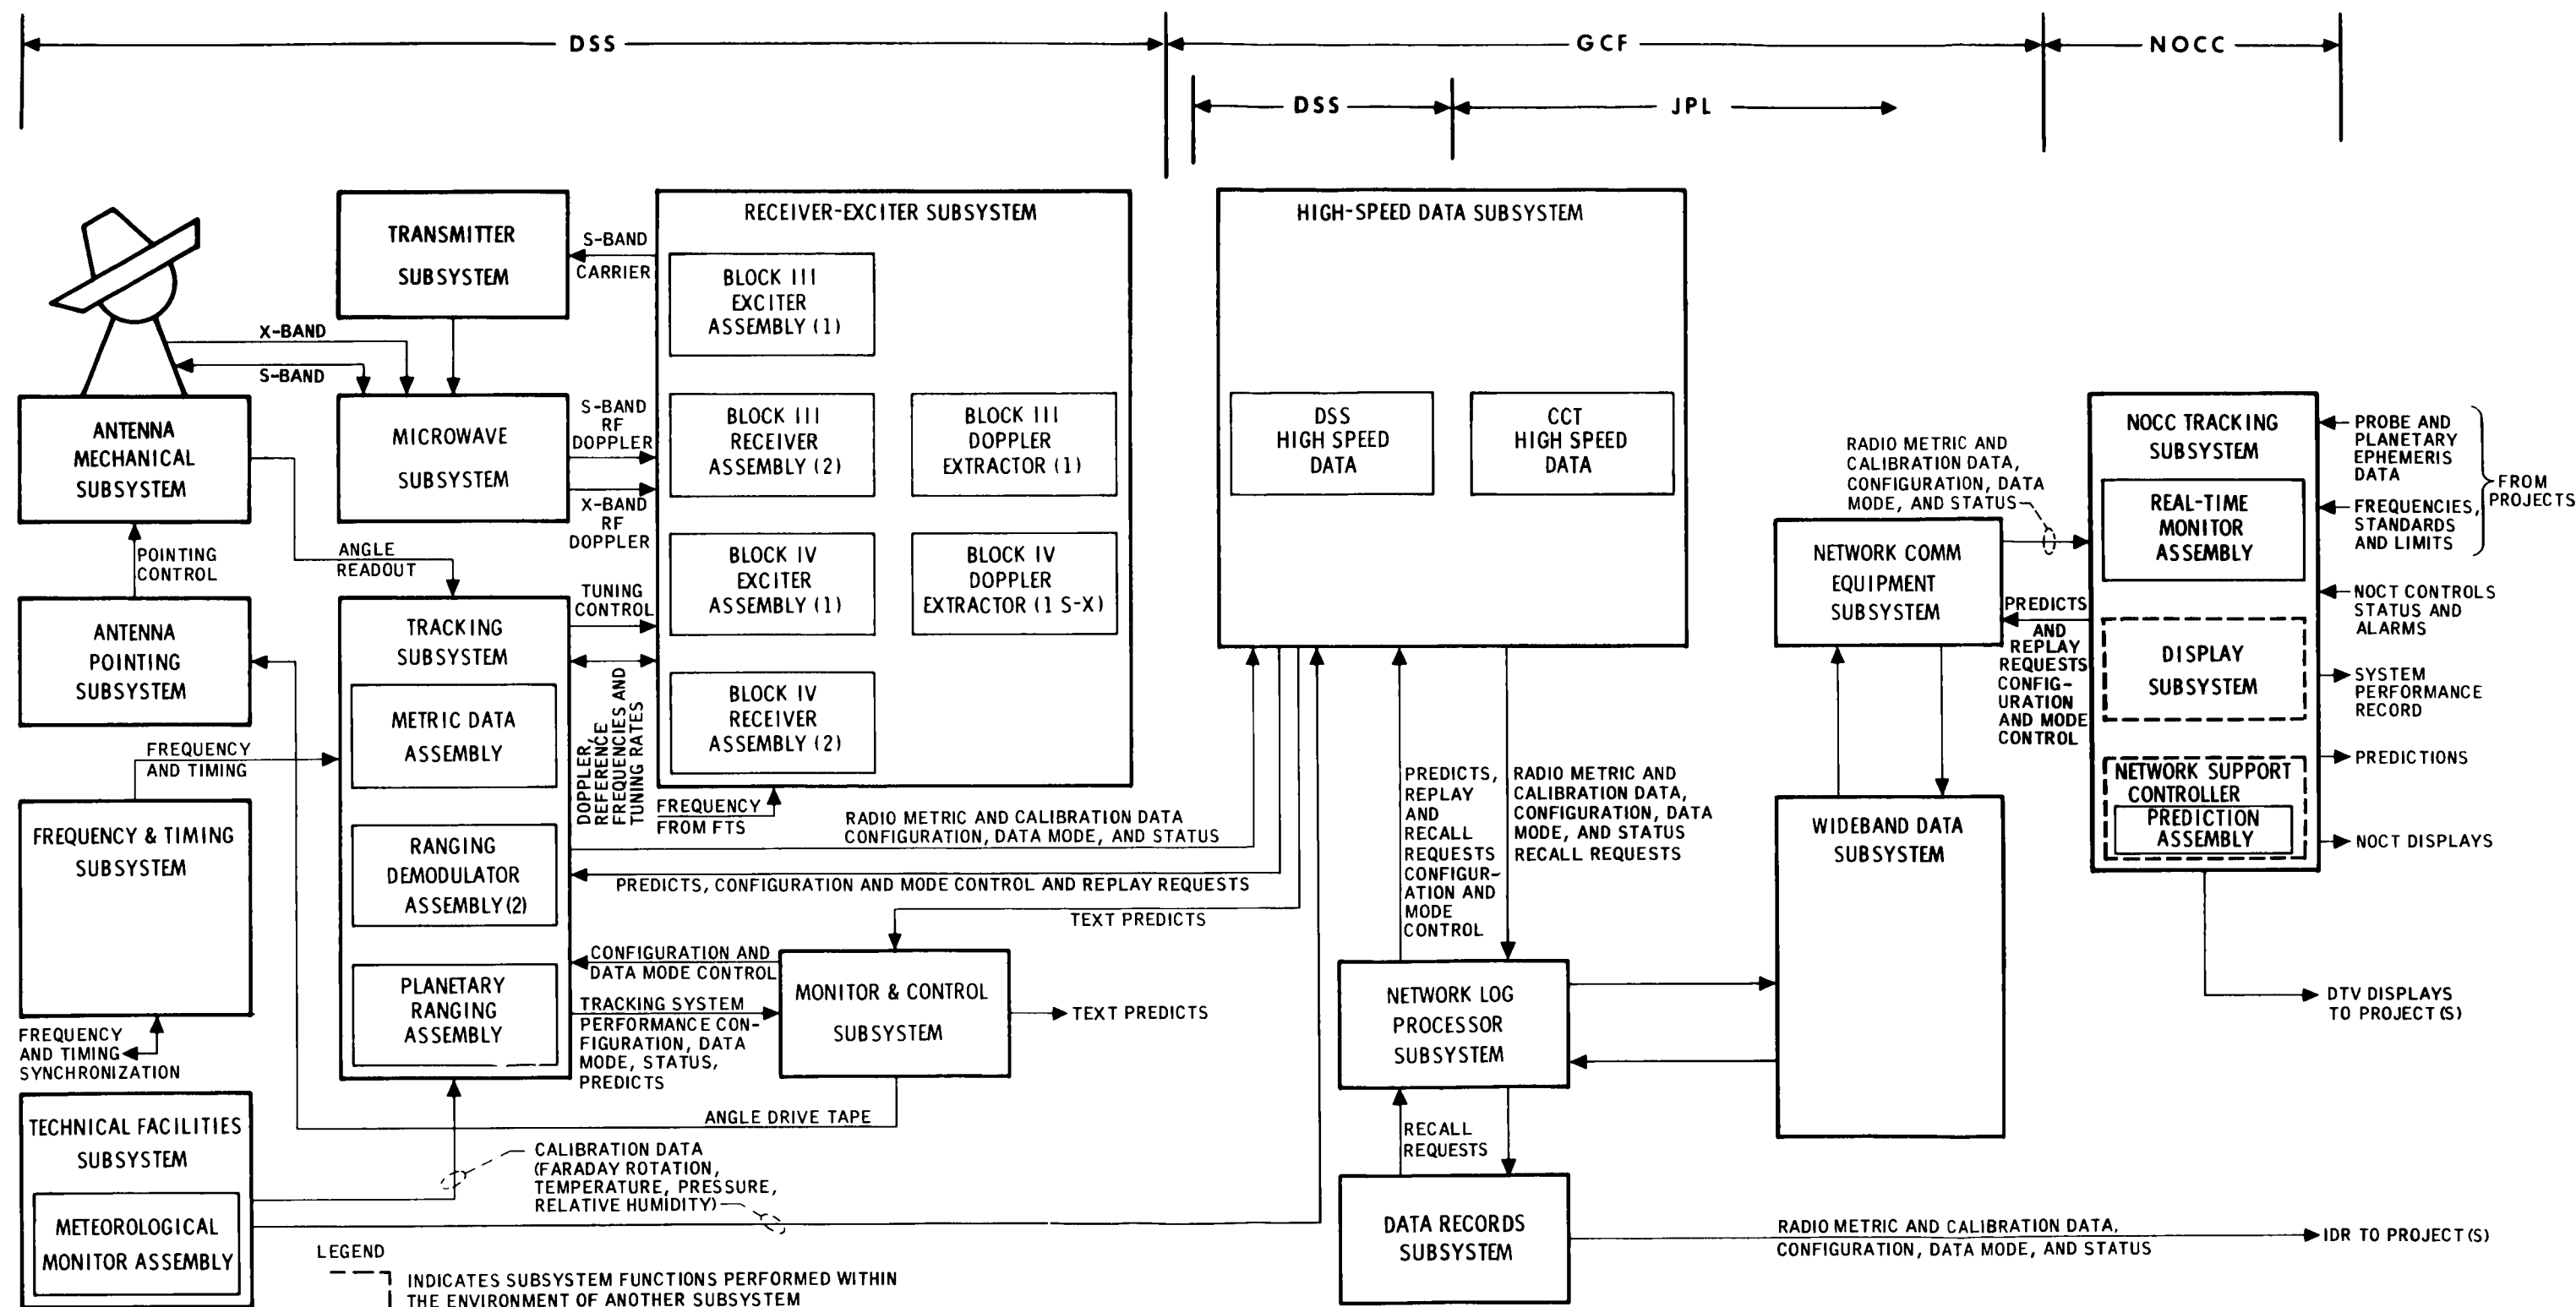 DSS
GCF
NOCC
DSS
JPL
TRANSMITTER
SUBSYSTEM
S-BAND
CARRIER
RECEIVER-EXCITER SUBSYSTEM
BLOCK III
EXCITER
ASSEMBLY (1)
BLOCK III
RECEIVER
ASSEMBLY (2)
BLOCK III
DOPPLER
EXTRACTOR (1)
BLOCK IV
EXCITER
ASSEMBLY (1)
BLOCK IV
DOPPLER
EXTRACTOR (1 S-X)
BLOCK IV
RECEIVER
ASSEMBLY (2)
X-BAND
S-BAND
ANTENNA
MECHANICAL
SUBSYSTEM
MICROWAVE
SUBSYSTEM
S-BAND
RF
DOPPLER
X-BAND
RF
DOPPLER
POINTING
CONTROL
ANGLE
READOUT
TUNING
CONTROL
ANTENNA
POINTING
SUBSYSTEM
TRACKING
SUBSYSTEM
METRIC DATA
ASSEMBLY
RANGING
DEMODULATOR
ASSEMBLY (2)
PLANETARY
RANGING
ASSEMBLY
DOPPLER,
REFERENCE
FREQUENCIES AND
TUNING RATES
FREQUENCY
AND TIMING
FREQUENCY
FROM FTS
FREQUENCY & TIMING
SUBSYSTEM
FREQUENCY
AND TIMING
SYNCHRONIZATION
RADIO METRIC AND CALIBRATION DATA
CONFIGURATION, DATA MODE, AND STATUS
PREDICTS, CONFIGURATION AND MODE CONTROL AND REPLAY REQUESTS
TEXT PREDICTS
CONFIGURATION AND
DATA MODE CONTROL
TRACKING SYSTEM
PERFORMANCE CON-
FIGURATION, DATA
MODE, STATUS,
PREDICTS
MONITOR & CONTROL
SUBSYSTEM
TEXT PREDICTS
ANGLE DRIVE TAPE
TECHNICAL FACILITIES
SUBSYSTEM
METEOROLOGICAL
MONITOR ASSEMBLY
CALIBRATION DATA
(FARADAY ROTATION,
TEMPERATURE, PRESSURE,
RELATIVE HUMIDITY)
LEGEND
INDICATES SUBSYSTEM FUNCTIONS PERFORMED WITHIN
THE ENVIRONMENT OF ANOTHER SUBSYSTEM
HIGH-SPEED DATA SUBSYSTEM
DSS
HIGH SPEED
DATA
CCT
HIGH SPEED
DATA
PREDICTS,
REPLAY
AND
RECALL
REQUESTS
CONFIGUR-
ATION AND
MODE
CONTROL
RADIO METRIC AND
CALIBRATION DATA,
CONFIGURATION, DATA
MODE, AND STATUS
RECALL REQUESTS
NETWORK LOG
PROCESSOR
SUBSYSTEM
RECALL
REQUESTS
DATA RECORDS
SUBSYSTEM
RADIO METRIC AND CALIBRATION DATA,
CONFIGURATION, DATA MODE, AND STATUS
IDR TO PROJECT(S)
RADIO METRIC AND
CALIBRATION DATA,
CONFIGURATION, DATA
MODE, AND STATUS
NETWORK COMM
EQUIPMENT
SUBSYSTEM
WIDEBAND DATA
SUBSYSTEM
PREDICTS
AND
REPLAY
REQUESTS
CONFIG-
URATION
AND MODE
CONTROL
NOCC TRACKING
SUBSYSTEM
REAL-TIME
MONITOR
ASSEMBLY
DISPLAY
SUBSYSTEM
NETWORK SUPPORT
CONTROLLER
PREDICTION
ASSEMBLY
PROBE AND
PLANETARY
EPHEMERIS
DATA
FROM
PROJECTS
FREQUENCIES,
STANDARDS
AND LIMITS
NOCT CONTROLS
STATUS AND
ALARMS
SYSTEM
PERFORMANCE
RECORD
PREDICTIONS
NOCT DISPLAYS
DTV DISPLAYS
TO PROJECT(S)